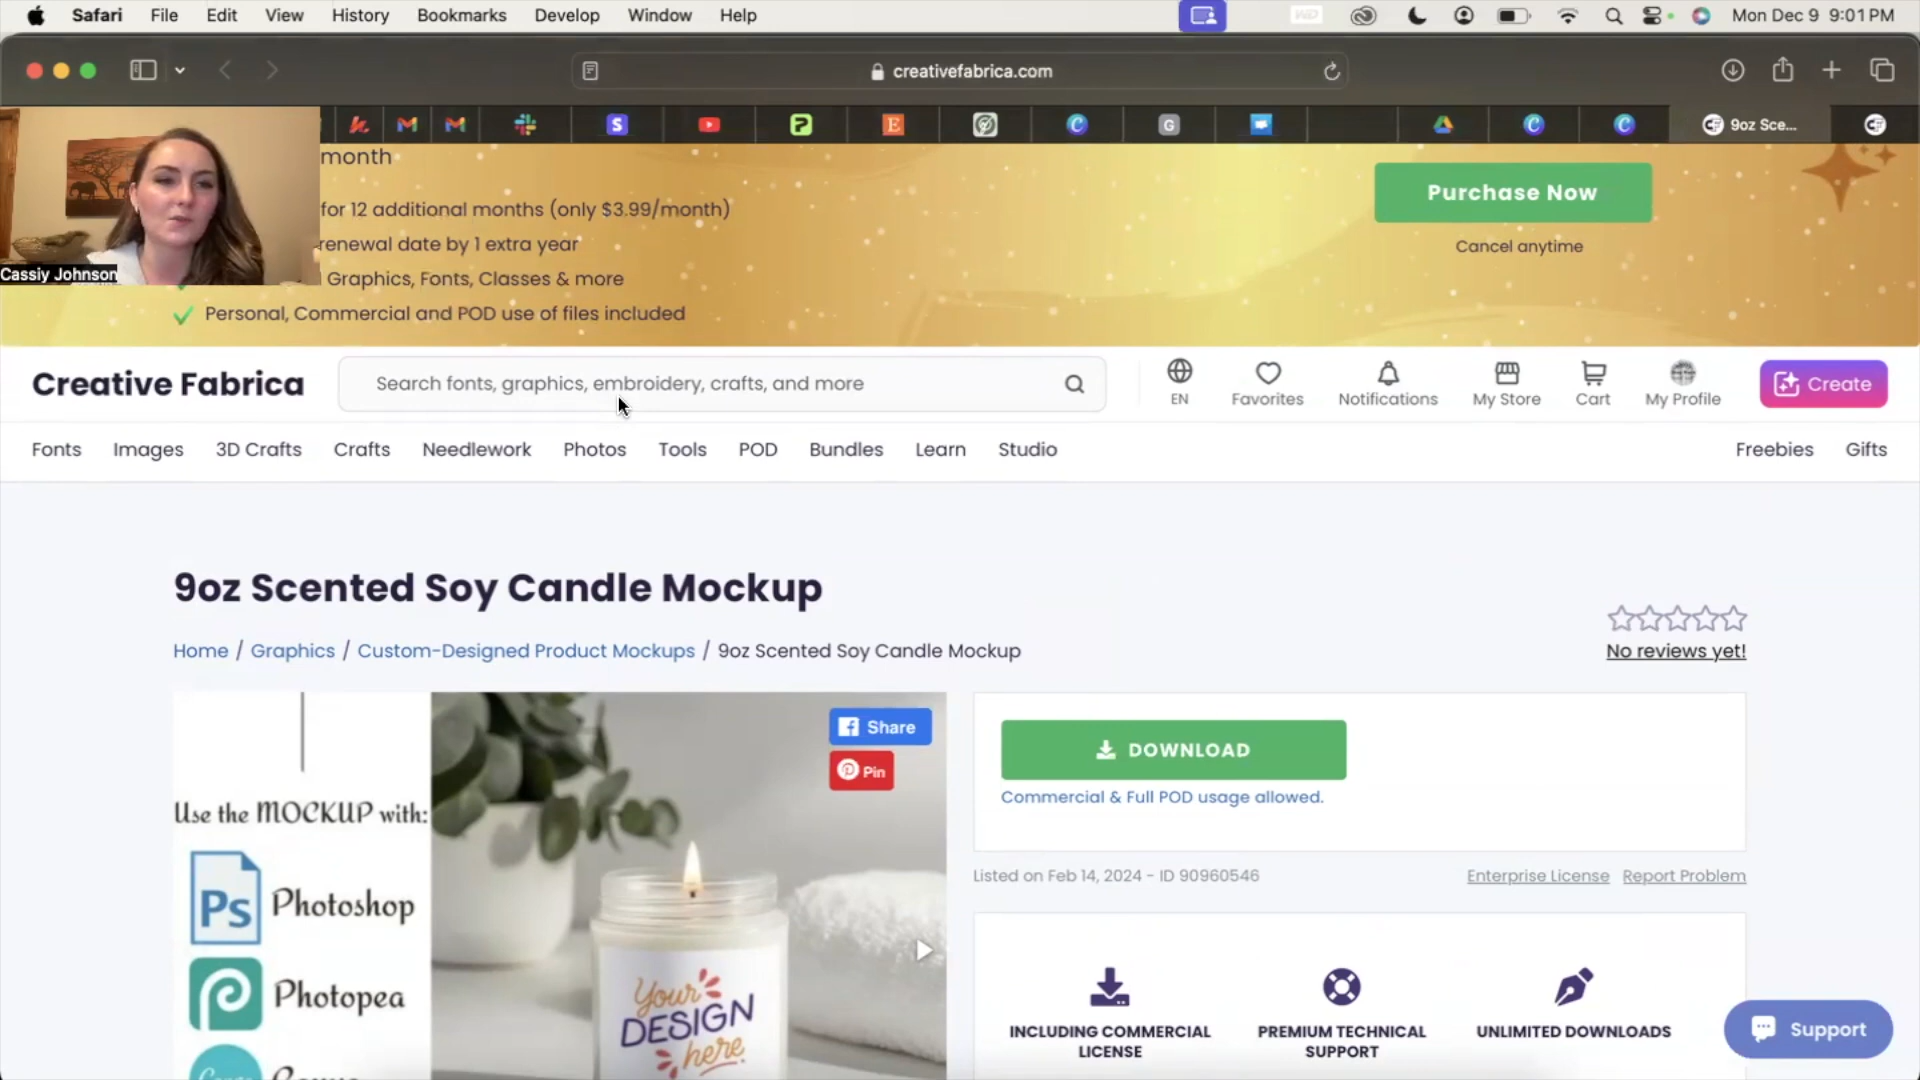 Safari File Edit View History Bookmarks Develop Window Help Mon Dec 9 9:01 PM
creativefabrica.com
9oz Sce...
month
for 12 additional months (only $3.99/month)
renewal date by 1 extra year
Graphics, Fonts, Classes & more
Personal, Commercial and POD use of files included
Purchase Now
Cancel anytime
Cassiy Johnson
Creative Fabrica
Search fonts, graphics, embroidery, crafts, and more
EN Favorites Notifications My Store Cart My Profile Create
Fonts Images 3D Crafts Crafts Needlework Photos Tools POD Bundles Learn Studio Freebies Gifts
9oz Scented Soy Candle Mockup
Home / Graphics / Custom-Designed Product Mockups / 9oz Scented Soy Candle Mockup
No reviews yet!
Use the MOCKUP with:
Ps Photoshop
Photopea
Share
Pin
Your
DESIGN
here.
DOWNLOAD
Commercial & Full POD usage allowed.
Listed on Feb 14, 2024 - ID 90960546
Enterprise License Report Problem
INCLUDING COMMERCIAL
LICENSE
PREMIUM TECHNICAL
SUPPORT
UNLIMITED DOWNLOADS
Support